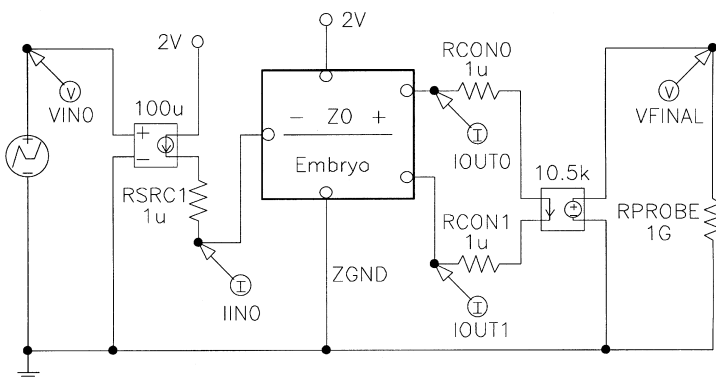 2V
2V
RCON0
1u
V
VIN0
100u
+
−
I
IOUT0
V
VFINAL
− Z0 +
Embryo
RSRC1
1u
10.5k
±
RCON1
1u
RPROBE
1G
I
IIN0
ZGND
I
IOUT1